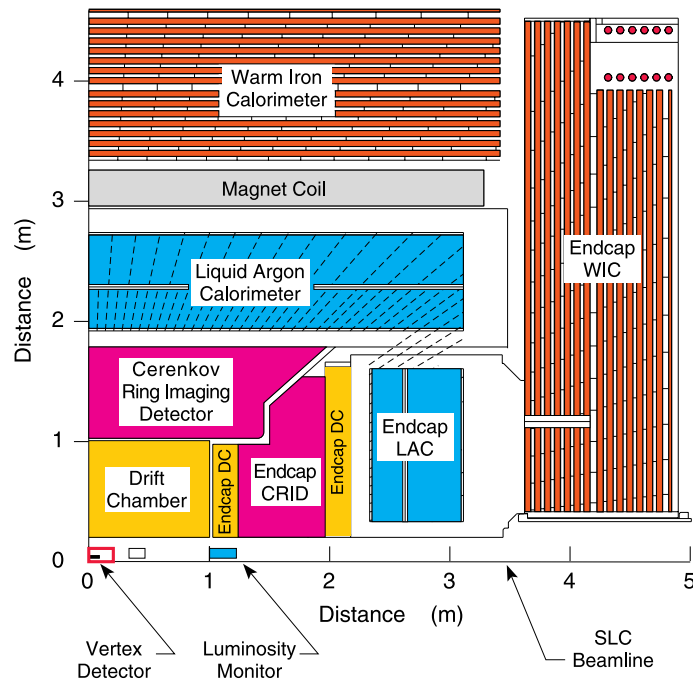 4
3
2
1
0
Distance (m)
Warm Iron
Calorimeter
Magnet Coil
Liquid Argon
Calorimeter
Cerenkov
Ring Imaging
Detector
Drift
Chamber
Endcap DC
Endcap
CRID
Endcap DC
Endcap
LAC
Endcap
WIC
0
1
2
3
4
5
Distance (m)
Vertex
Detector
Luminosity
Monitor
SLC
Beamline